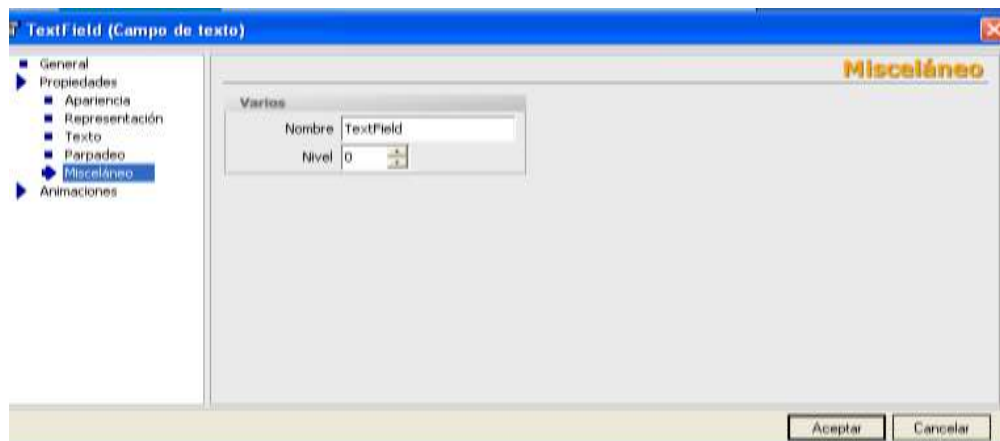 TextField (Campo de texto)
General
Propiedades
Apariencia
Representación
Texto
Parpadeo
Misceláneo
Animaciones
Misceláneo
Varios
Nombre TextField
Nivel 0
Aceptar Cancelar